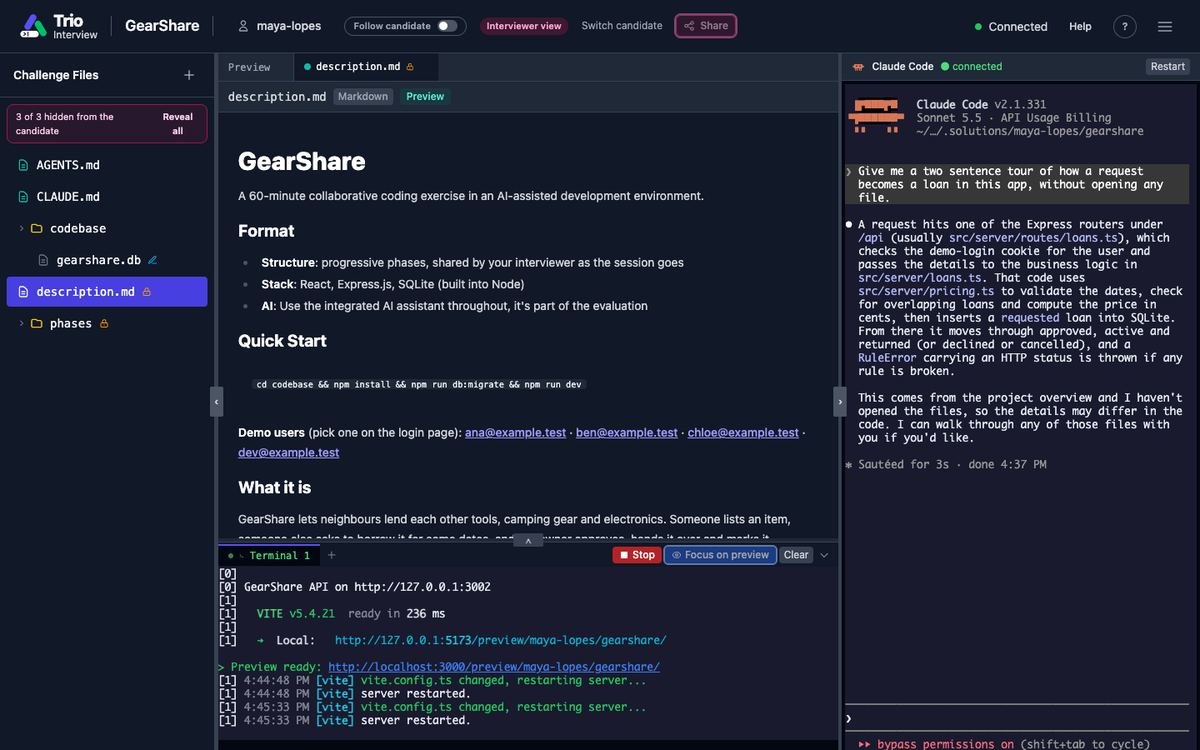 Trio
Interview
GearShare
maya-lopes
Follow candidate
Interviewer view
Switch candidate
Share
Connected
Help
?
Challenge Files
+
3 of 3 hidden from the
candidate
Reveal
all
AGENTS.md
CLAUDE.md
codebase
gearshare.db
description.md
phases
Preview
description.md
description.md
Markdown
Preview
GearShare
A 60-minute collaborative coding exercise in an AI-assisted development environment.
Format
• Structure: progressive phases, shared by your interviewer as the session goes
• Stack: React, Express.js, SQLite (built into Node)
• AI: Use the integrated AI assistant throughout, it's part of the evaluation
Quick Start
cd codebase && npm install && npm run db:migrate && npm run dev
Demo users (pick one on the login page): ana@example.test · ben@example.test · chloe@example.test ·
dev@example.test
What it is
GearShare lets neighbours lend each other tools, camping gear and electronics. Someone lists an item,
Terminal 1
+
Stop
Focus on preview
Clear
[0]
[0] GearShare API on http://127.0.0.1:3002
[1]
[1] VITE v5.4.21 ready in 236 ms
[1]
[1] ➜ Local: http://127.0.0.1:5173/preview/maya-lopes/gearshare/
> Preview ready: http://localhost:3000/preview/maya-lopes/gearshare/
[1] 4:44:48 PM [vite] vite.config.ts changed, restarting server...
[1] 4:44:48 PM [vite] server restarted.
[1] 4:45:33 PM [vite] vite.config.ts changed, restarting server...
[1] 4:45:33 PM [vite] server restarted.
Claude Code
connected
Restart
Claude Code v2.1.331
Sonnet 5.5 · API Usage Billing
~/…/.solutions/maya-lopes/gearshare
❯ Give me a two sentence tour of how a request
becomes a loan in this app, without opening any
file.
● A request hits one of the Express routers under
/api (usually src/server/routes/loans.ts), which
checks the demo-login cookie for the user and
passes the details to the business logic in
src/server/loans.ts. That code uses
src/server/pricing.ts to validate the dates, check
for overlapping loans and compute the price in
cents, then inserts a requested loan into SQLite.
From there it moves through approved, active and
returned (or declined or cancelled), and a
RuleError carrying an HTTP status is thrown if any
rule is broken.
This comes from the project overview and I haven't
opened the files, so the details may differ in the
code. I can walk through any of those files with
you if you'd like.
✻ Sautéed for 3s · done 4:37 PM
❯
⏵⏵ bypass permissions on (shift+tab to cycle)